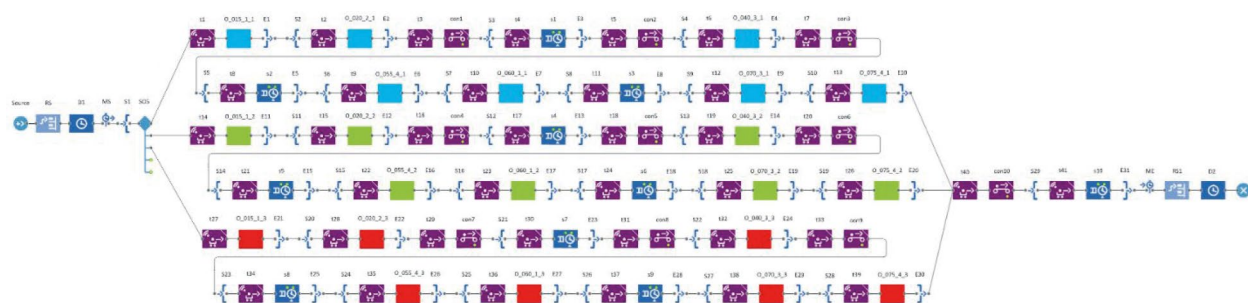 t1 O_015_1_1 E1 S2 t2 O_020_2_1 E2 t3 con1 S3 t4 s1 E3 t5 con2 S4 t6 O_040_3_1 E4 t7 con3
S5 t8 s2 E5 S6 t9 O_055_4_1 E6 S7 t10 O_060_1_1 E7 S8 t11 s3 E8 S9 t12 O_070_3_1 E9 S10 t13 O_075_4_1 E10
Source RS D1 MS S1 SOS
t14 O_015_1_2 E11 S11 t15 O_020_2_2 E12 t16 con4 S12 t17 s4 E13 t18 con5 S13 t19 O_040_3_2 E14 t20 con6
S14 t21 s5 E15 S15 t22 O_055_4_2 E16 S16 t23 O_060_1_2 E17 S17 t24 s6 E18 S18 t25 O_070_3_2 E19 S19 t26 O_075_4_2 E20
t40 con10 S29 t41 s10 E31 ME RS1 D2
t27 O_015_1_3 E21 S20 t28 O_020_2_3 E22 t29 con7 S21 t30 s7 E23 t31 con8 S22 t32 O_040_3_3 E24 t33 con9
S23 t34 s8 E25 S24 t35 O_055_4_3 E26 S25 t36 O_060_1_3 E27 S26 t37 s9 E28 S27 t38 O_070_3_3 E29 S28 t39 O_075_4_3 E30